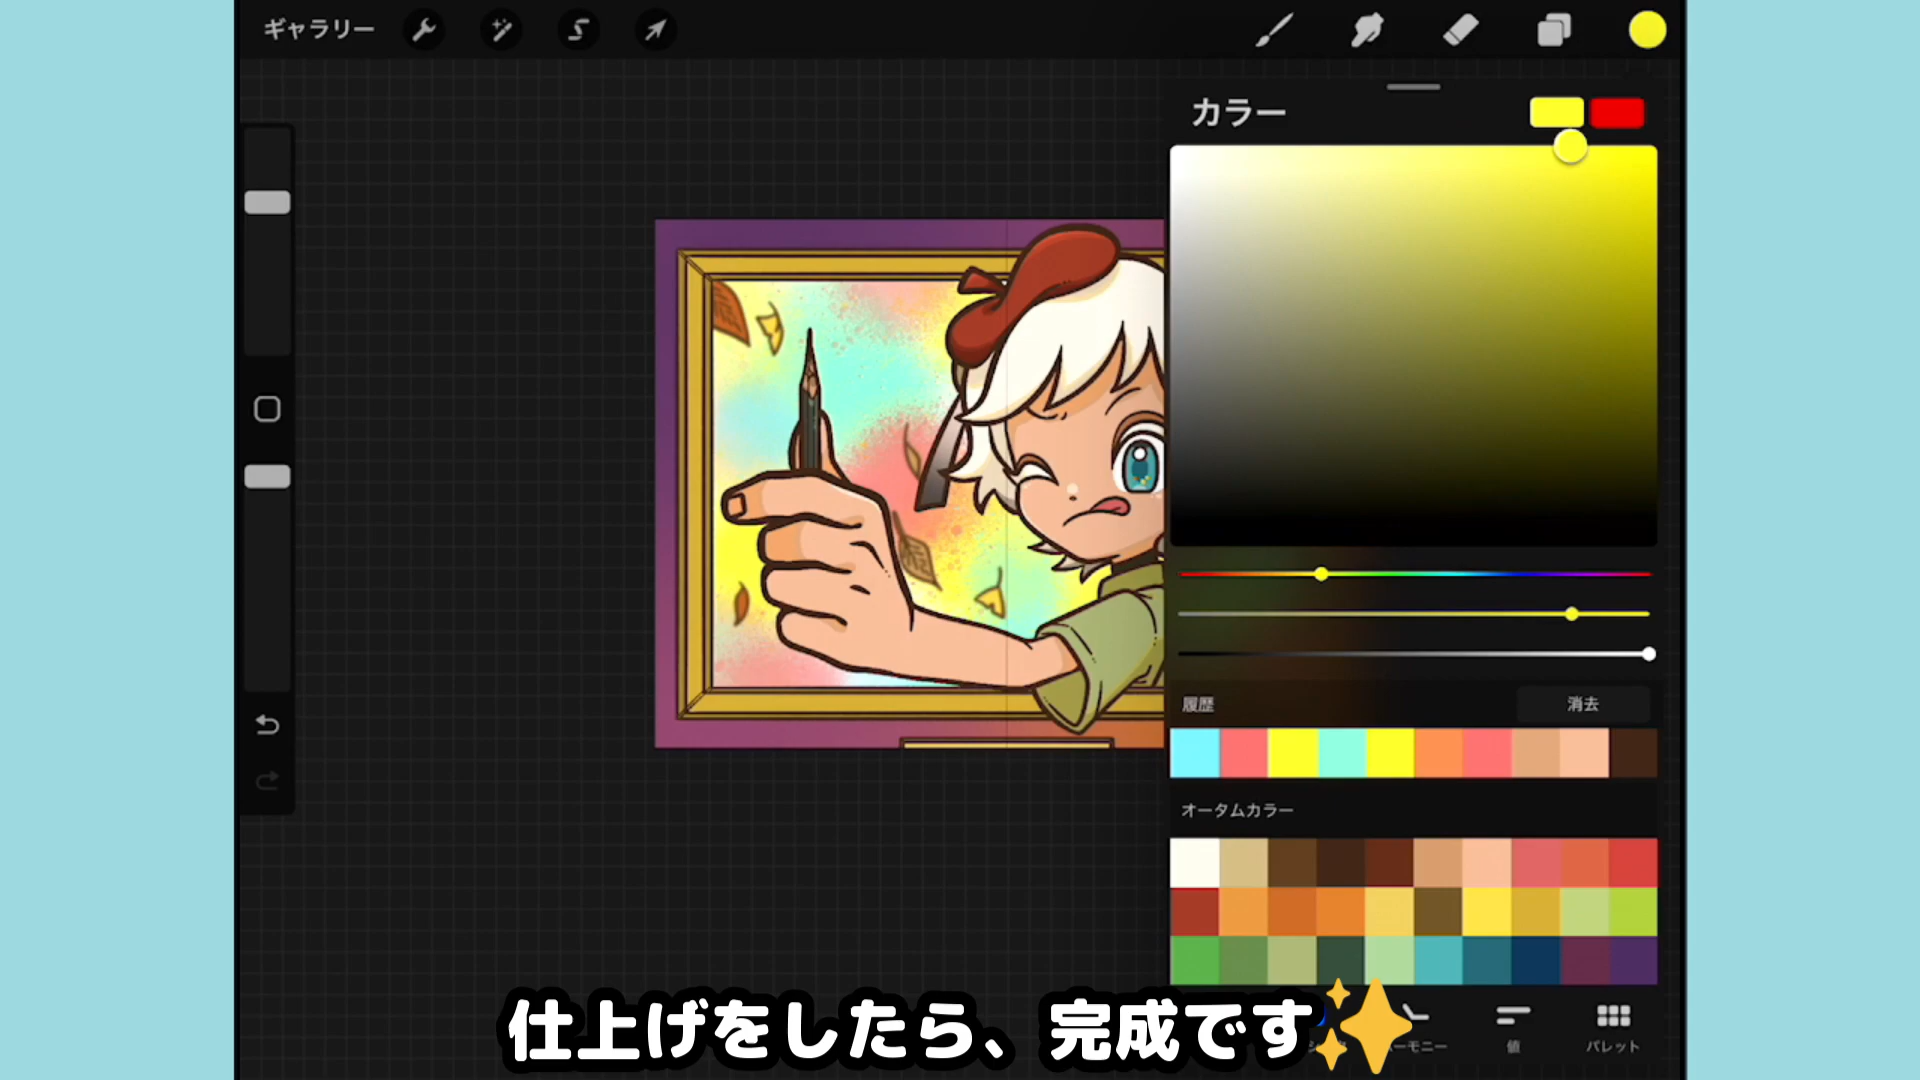 ギャラリー
カラー
履歴
消去
オータムカラー
値
パレット
仕上げをしたら、完成です✨